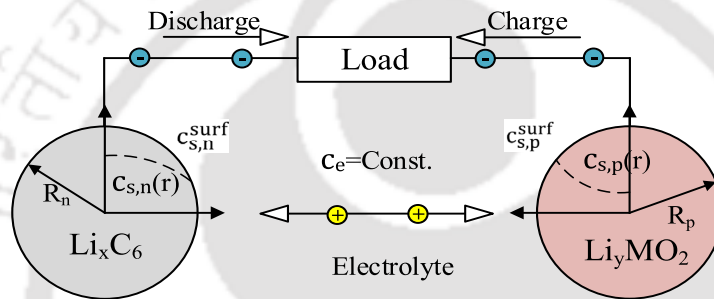 Discharge
Charge
Load
c_{s,n}^{surf}
c_{s,p}^{surf}
c_e=Const.
c_{s,n}(r)
c_{s,p}(r)
R_n
R_p
Li_xC_6
Li_yMO_2
Electrolyte
- - - -
+ +